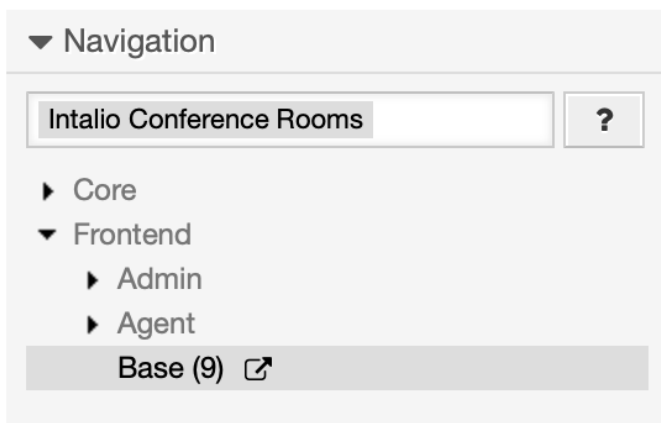 Navigation
Intalio Conference Rooms ?
Core
Frontend
Admin
Agent
Base (9)